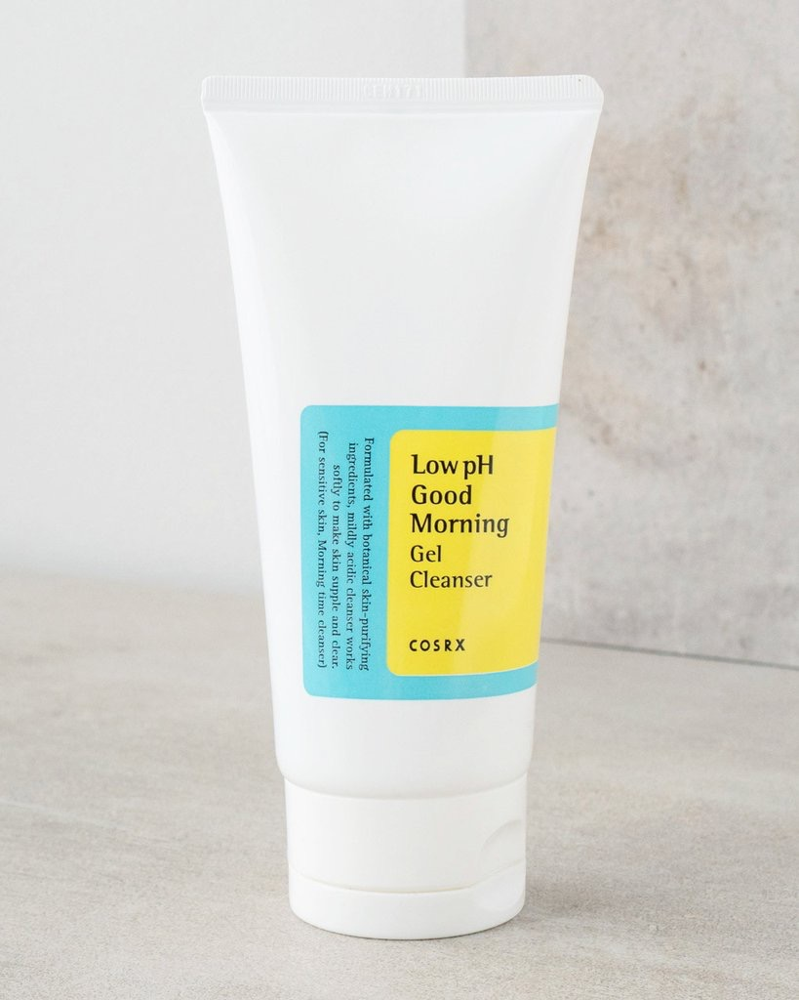 Low pH
Good
Morning
Gel
Cleanser
COSRX
Formulated with botanical skin-purifying
ingredients, mildly acidic cleanser works
softly to make skin supple and clear.
(For sensitive skin, Morning time cleanser)